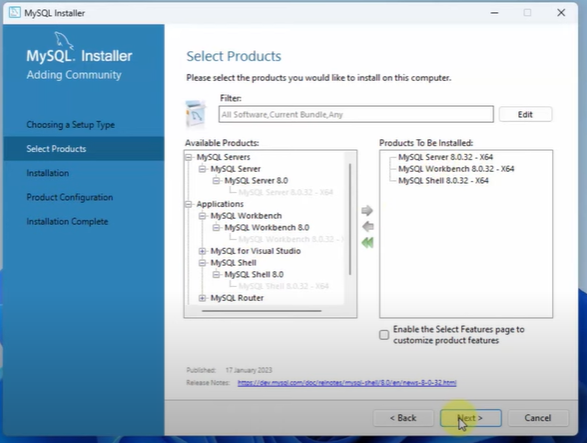 MySQL Installer
MySQL. Installer
Adding Community
Choosing a Setup Type
Select Products
Installation
Product Configuration
Installation Complete
Select Products
Please select the products you would like to install on this computer.
Filter:
All Software,Current Bundle,Any
Edit
Available Products:
MySQL Servers
MySQL Server
MySQL Server 8.0
MySQL Server 8.0.32 - X64
Applications
MySQL Workbench
MySQL Workbench 8.0
MySQL Workbench 8.0.32 -
MySQL for Visual Studio
MySQL Shell
MySQL Shell 8.0
MySQL Shell 8.0.32 - X64
MySQL Router
Products To Be Installed:
MySQL Server 8.0.32 - X64
MySQL Workbench 8.0.32 - X64
MySQL Shell 8.0.32 - X64
Enable the Select Features page to
customize product features
Published: 17 January 2023
Release Notes: https://dev.mysql.com/doc/relnotes/mysql-shell/8.0/en/news-8-0-32.html
< Back
Next >
Cancel